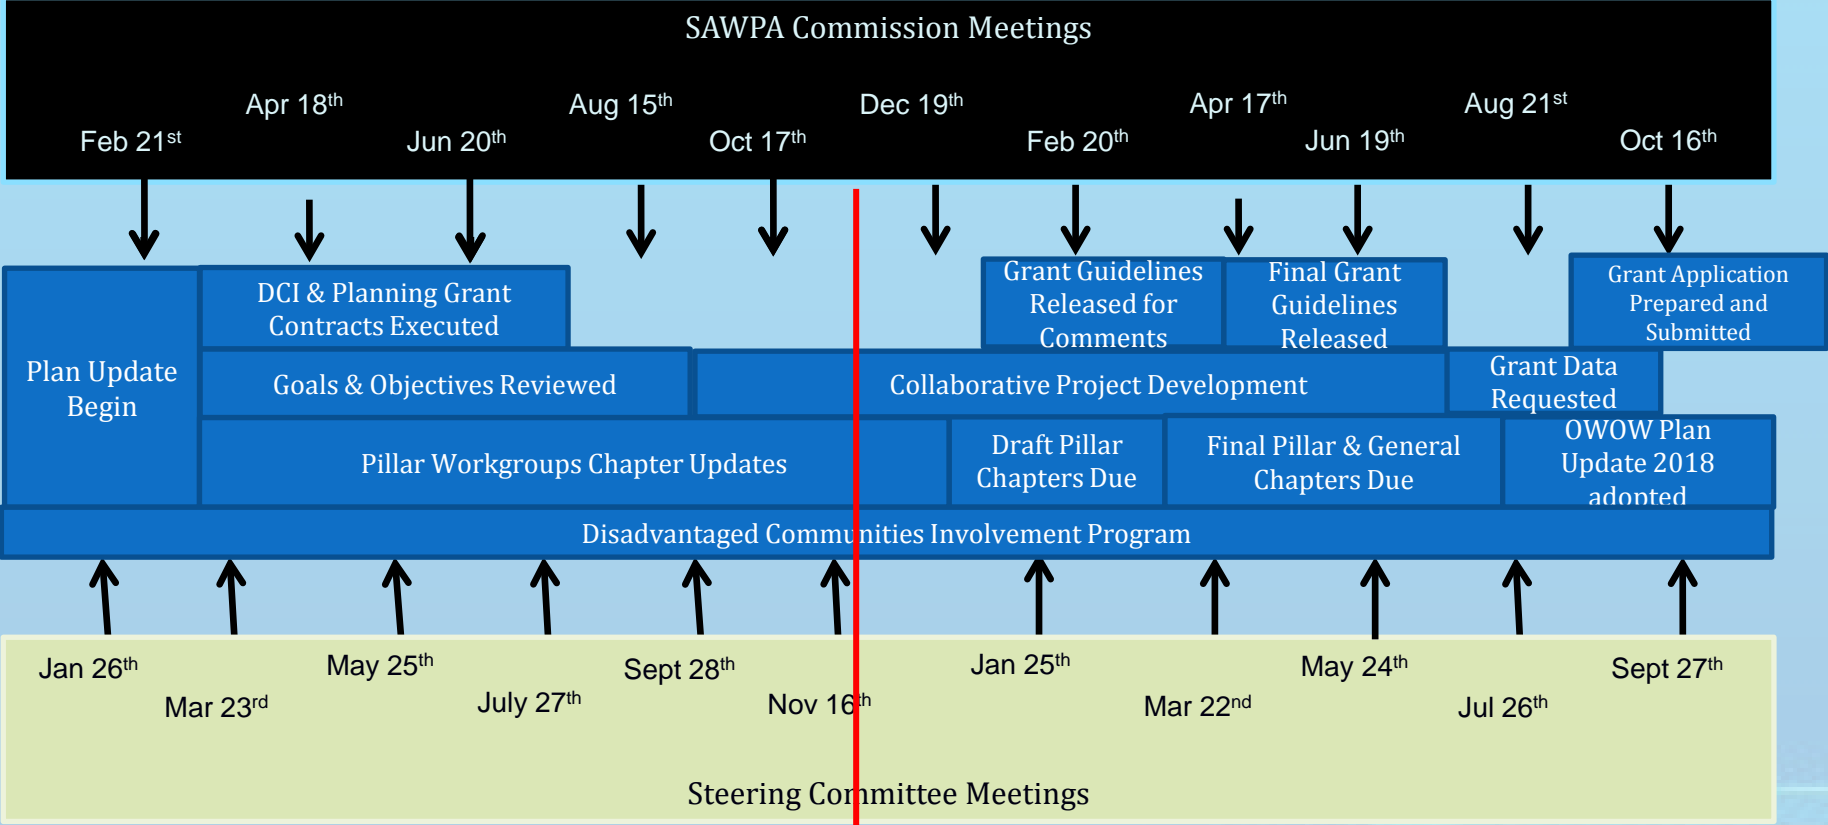 SAWPA Commission Meetings
Apr 18th
Aug 15th
Dec 19th
Apr 17th
Aug 21st
Feb 21st
Jun 20th
Oct 17th
Feb 20th
Jun 19th
Oct 16th
Plan Update
Begin
DCI & Planning Grant
Contracts Executed
Grant Guidelines
Released for
Comments
Final Grant
Guidelines
Released
Grant Application
Prepared and
Submitted
Goals & Objectives Reviewed
Collaborative Project Development
Grant Data
Requested
Pillar Workgroups Chapter Updates
Draft Pillar
Chapters Due
Final Pillar & General
Chapters Due
OWOW Plan
Update 2018
adopted
Disadvantaged Communities Involvement Program
Jan 26th
May 25th
Sept 28th
Jan 25th
May 24th
Sept 27th
Mar 23rd
July 27th
Nov 16th
Mar 22nd
Jul 26th
Steering Committee Meetings